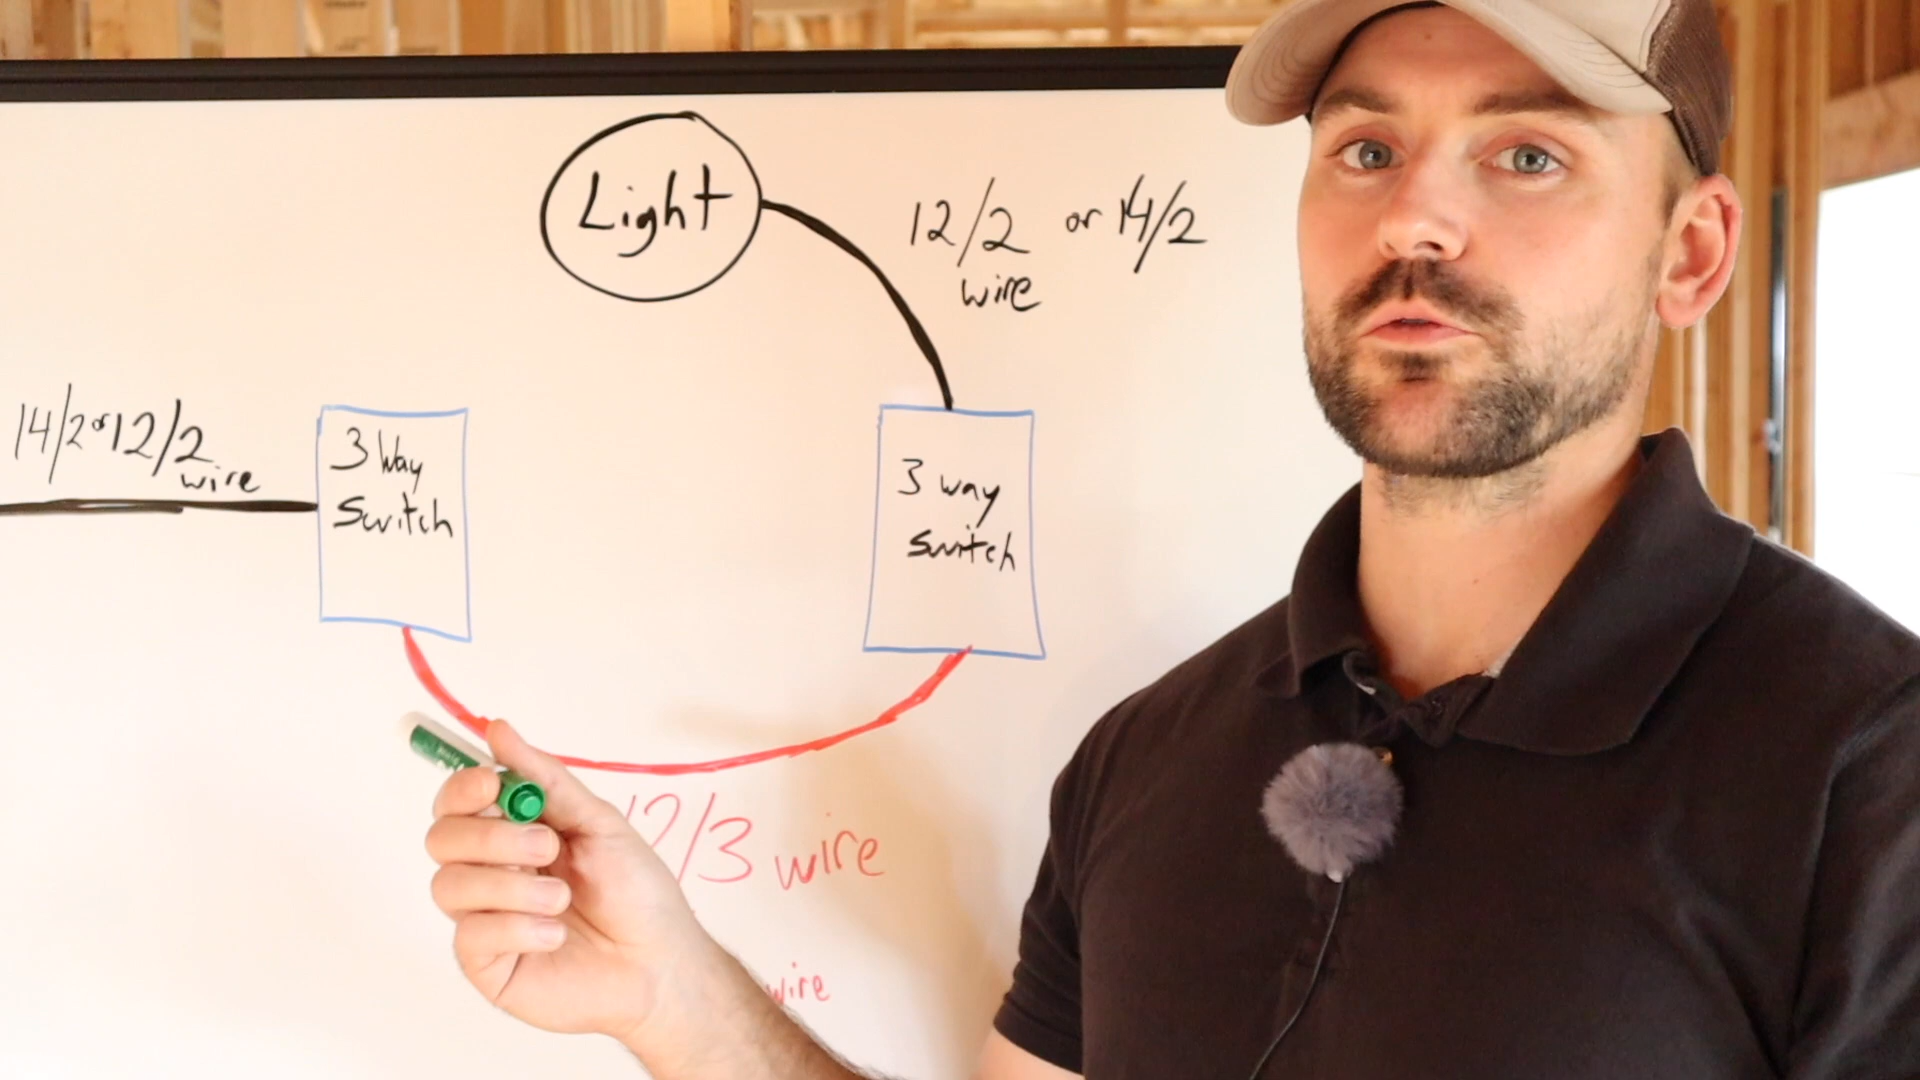 Light
12/2 or 14/2
wire
14/2 or 12/2
wire
3 Way
Switch
3 way
switch
12/3 wire
wire